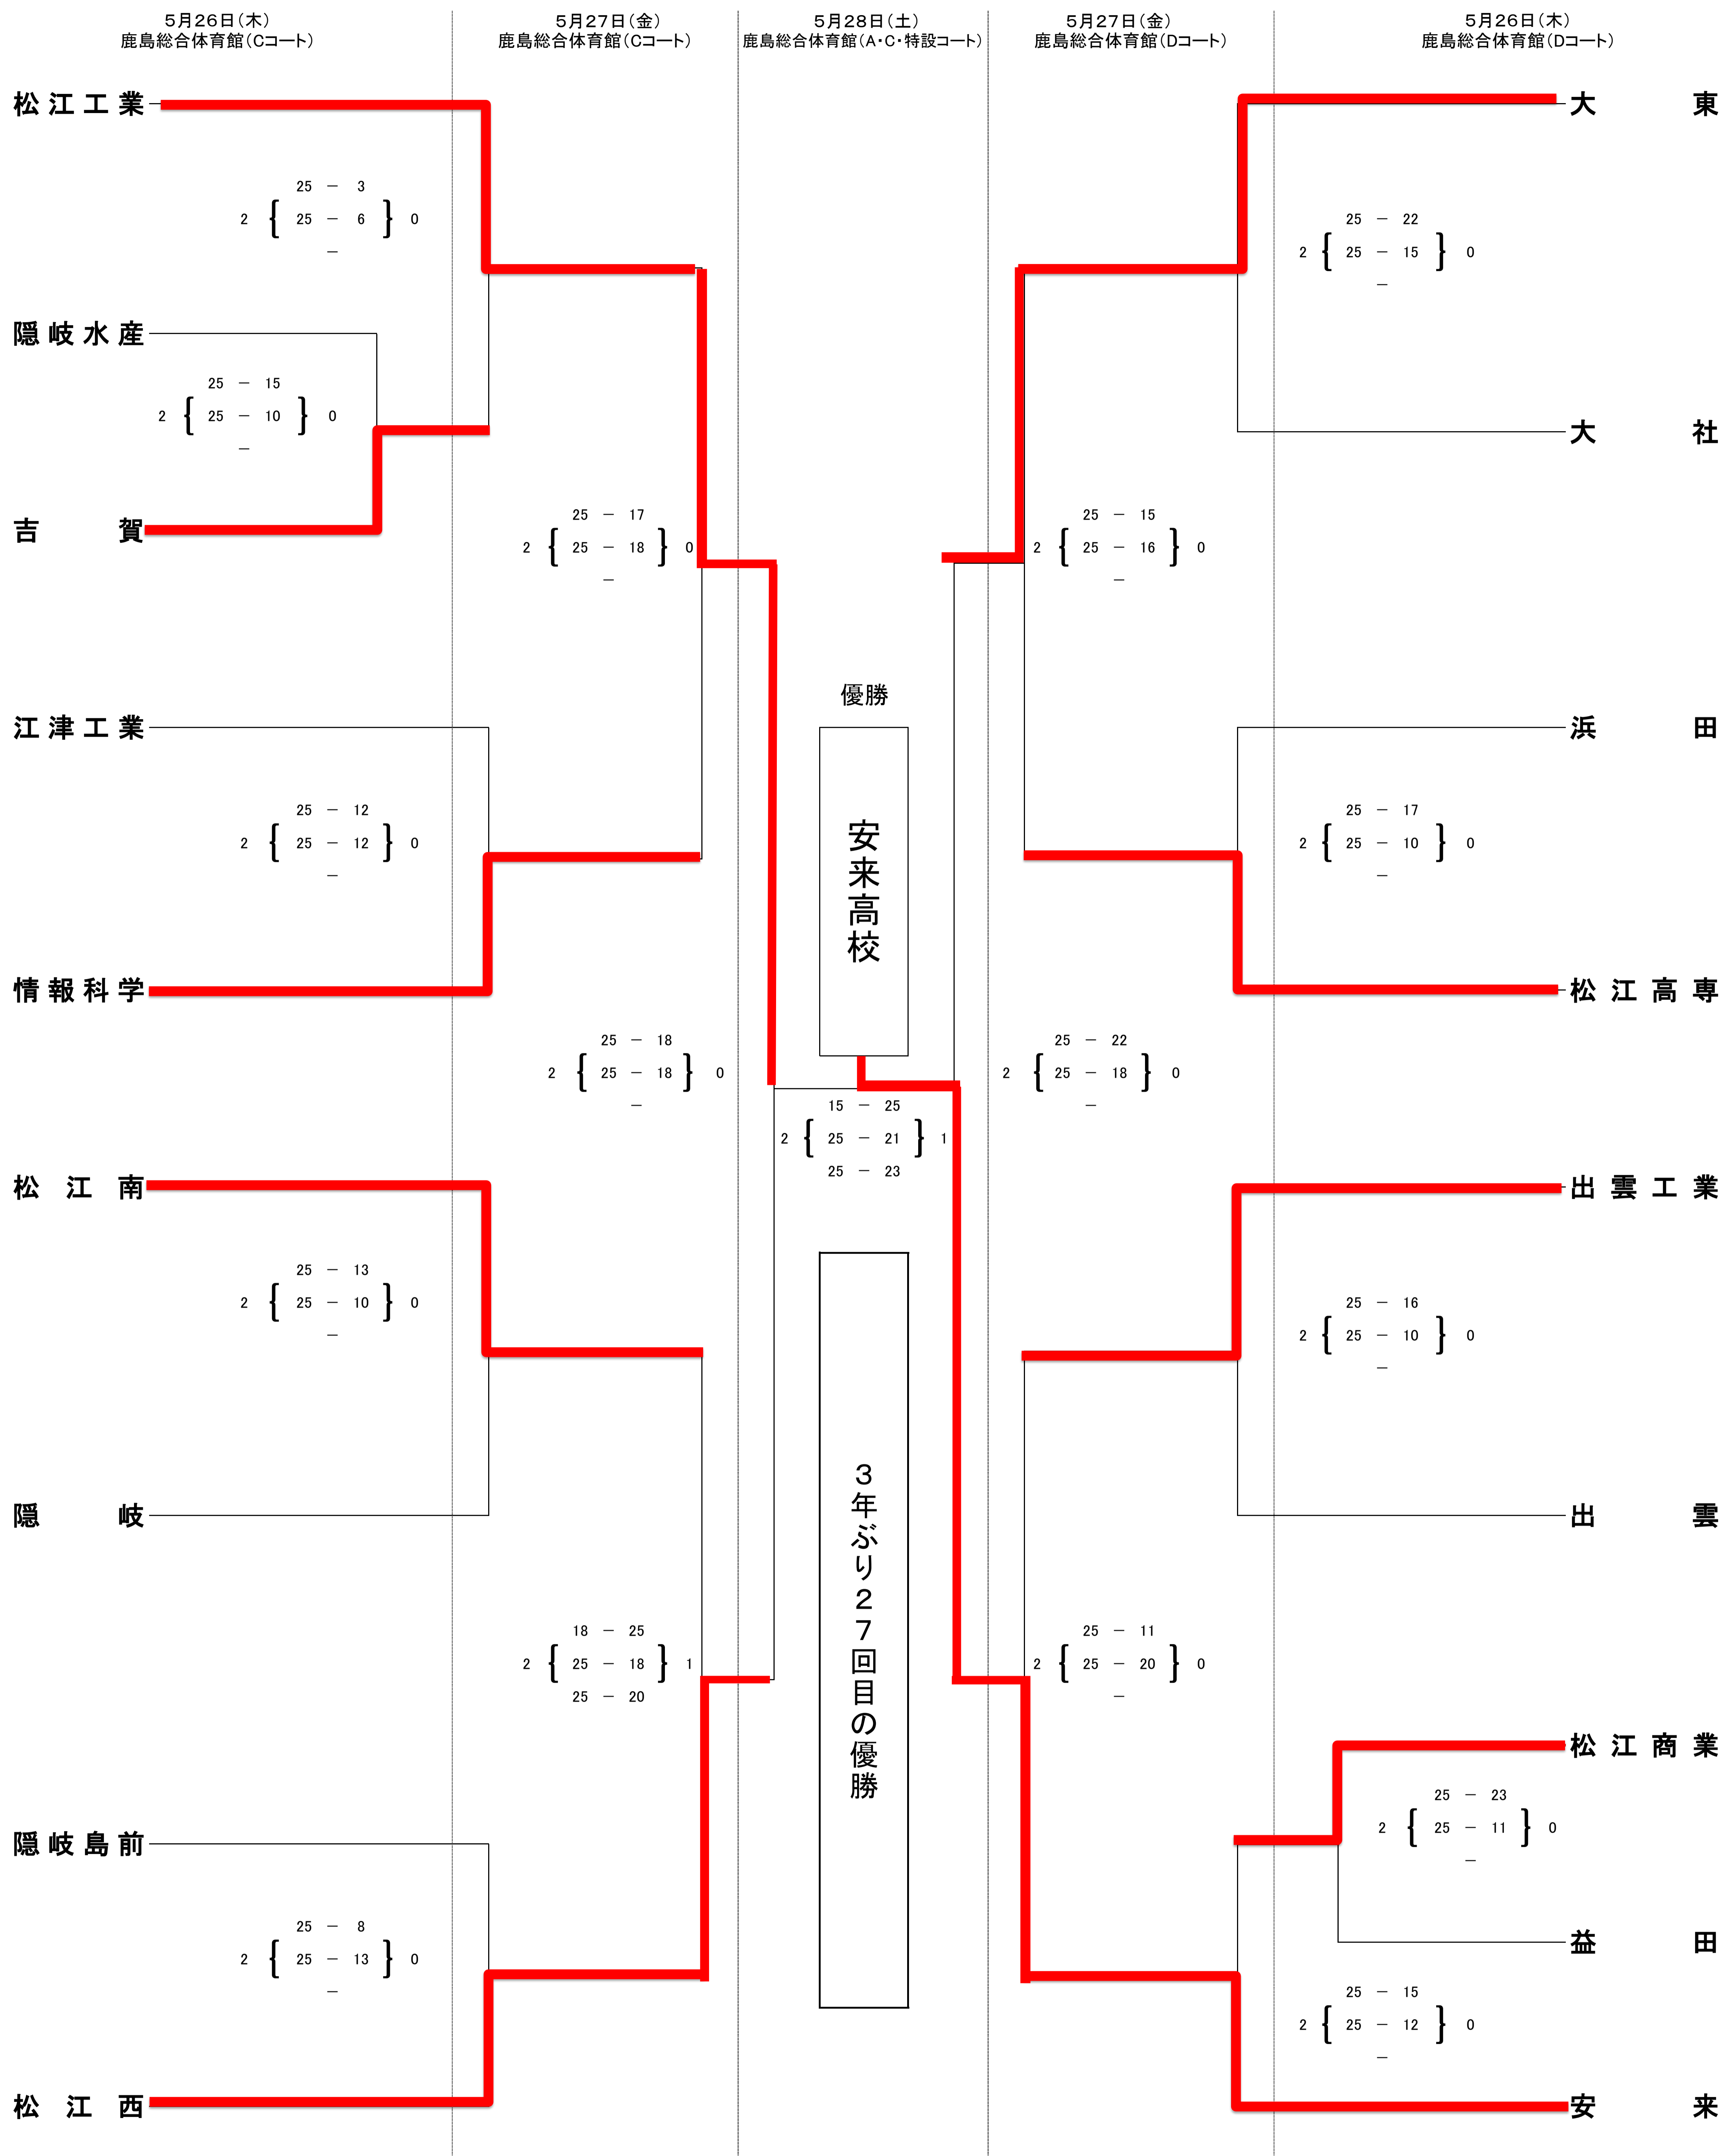 5月26日(木)
鹿島総合体育館(Cコート)
5月27日(金)
鹿島総合体育館(Cコート)
5月28日(土)
鹿島総合体育館(A・C・特設コート)
5月27日(金)
鹿島総合体育館(Dコート)
5月26日(木)
鹿島総合体育館(Dコート)
松江工業
25 － 3
2 { 25 － 6 } 0
－
隠岐水産
25 － 15
2 { 25 － 10 } 0
－
吉賀
25 － 17
2 { 25 － 18 } 0
－
江津工業
25 － 12
2 { 25 － 12 } 0
－
情報科学
25 － 18
2 { 25 － 18 } 0
－
松江南
25 － 13
2 { 25 － 10 } 0
－
隠岐
18 － 25
2 { 25 － 18 } 1
25 － 20
隠岐島前
25 － 8
2 { 25 － 13 } 0
－
松江西
優勝
安来高校
15 － 25
2 { 25 － 21 } 1
25 － 23
3年ぶり27回目の優勝
大東
25 － 22
2 { 25 － 15 } 0
－
大社
25 － 15
2 { 25 － 16 } 0
－
浜田
25 － 17
2 { 25 － 10 } 0
－
松江高専
25 － 22
2 { 25 － 18 } 0
－
出雲工業
25 － 16
2 { 25 － 10 } 0
－
出雲
25 － 11
2 { 25 － 20 } 0
－
松江商業
25 － 23
2 { 25 － 11 } 0
－
益田
25 － 15
2 { 25 － 12 } 0
－
安来